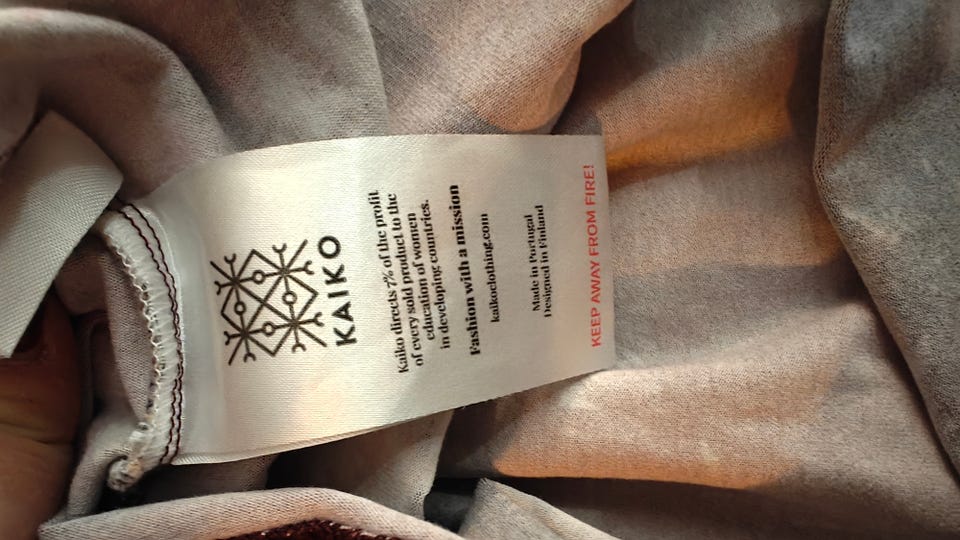 KAIKO
Kaiko directs 7% of the profit
of every sold product to the
education of women
in developing countries.
Fashion with a mission
kaikoclothing.com
Made in Portugal
Designed in Finland
KEEP AWAY FROM FIRE!